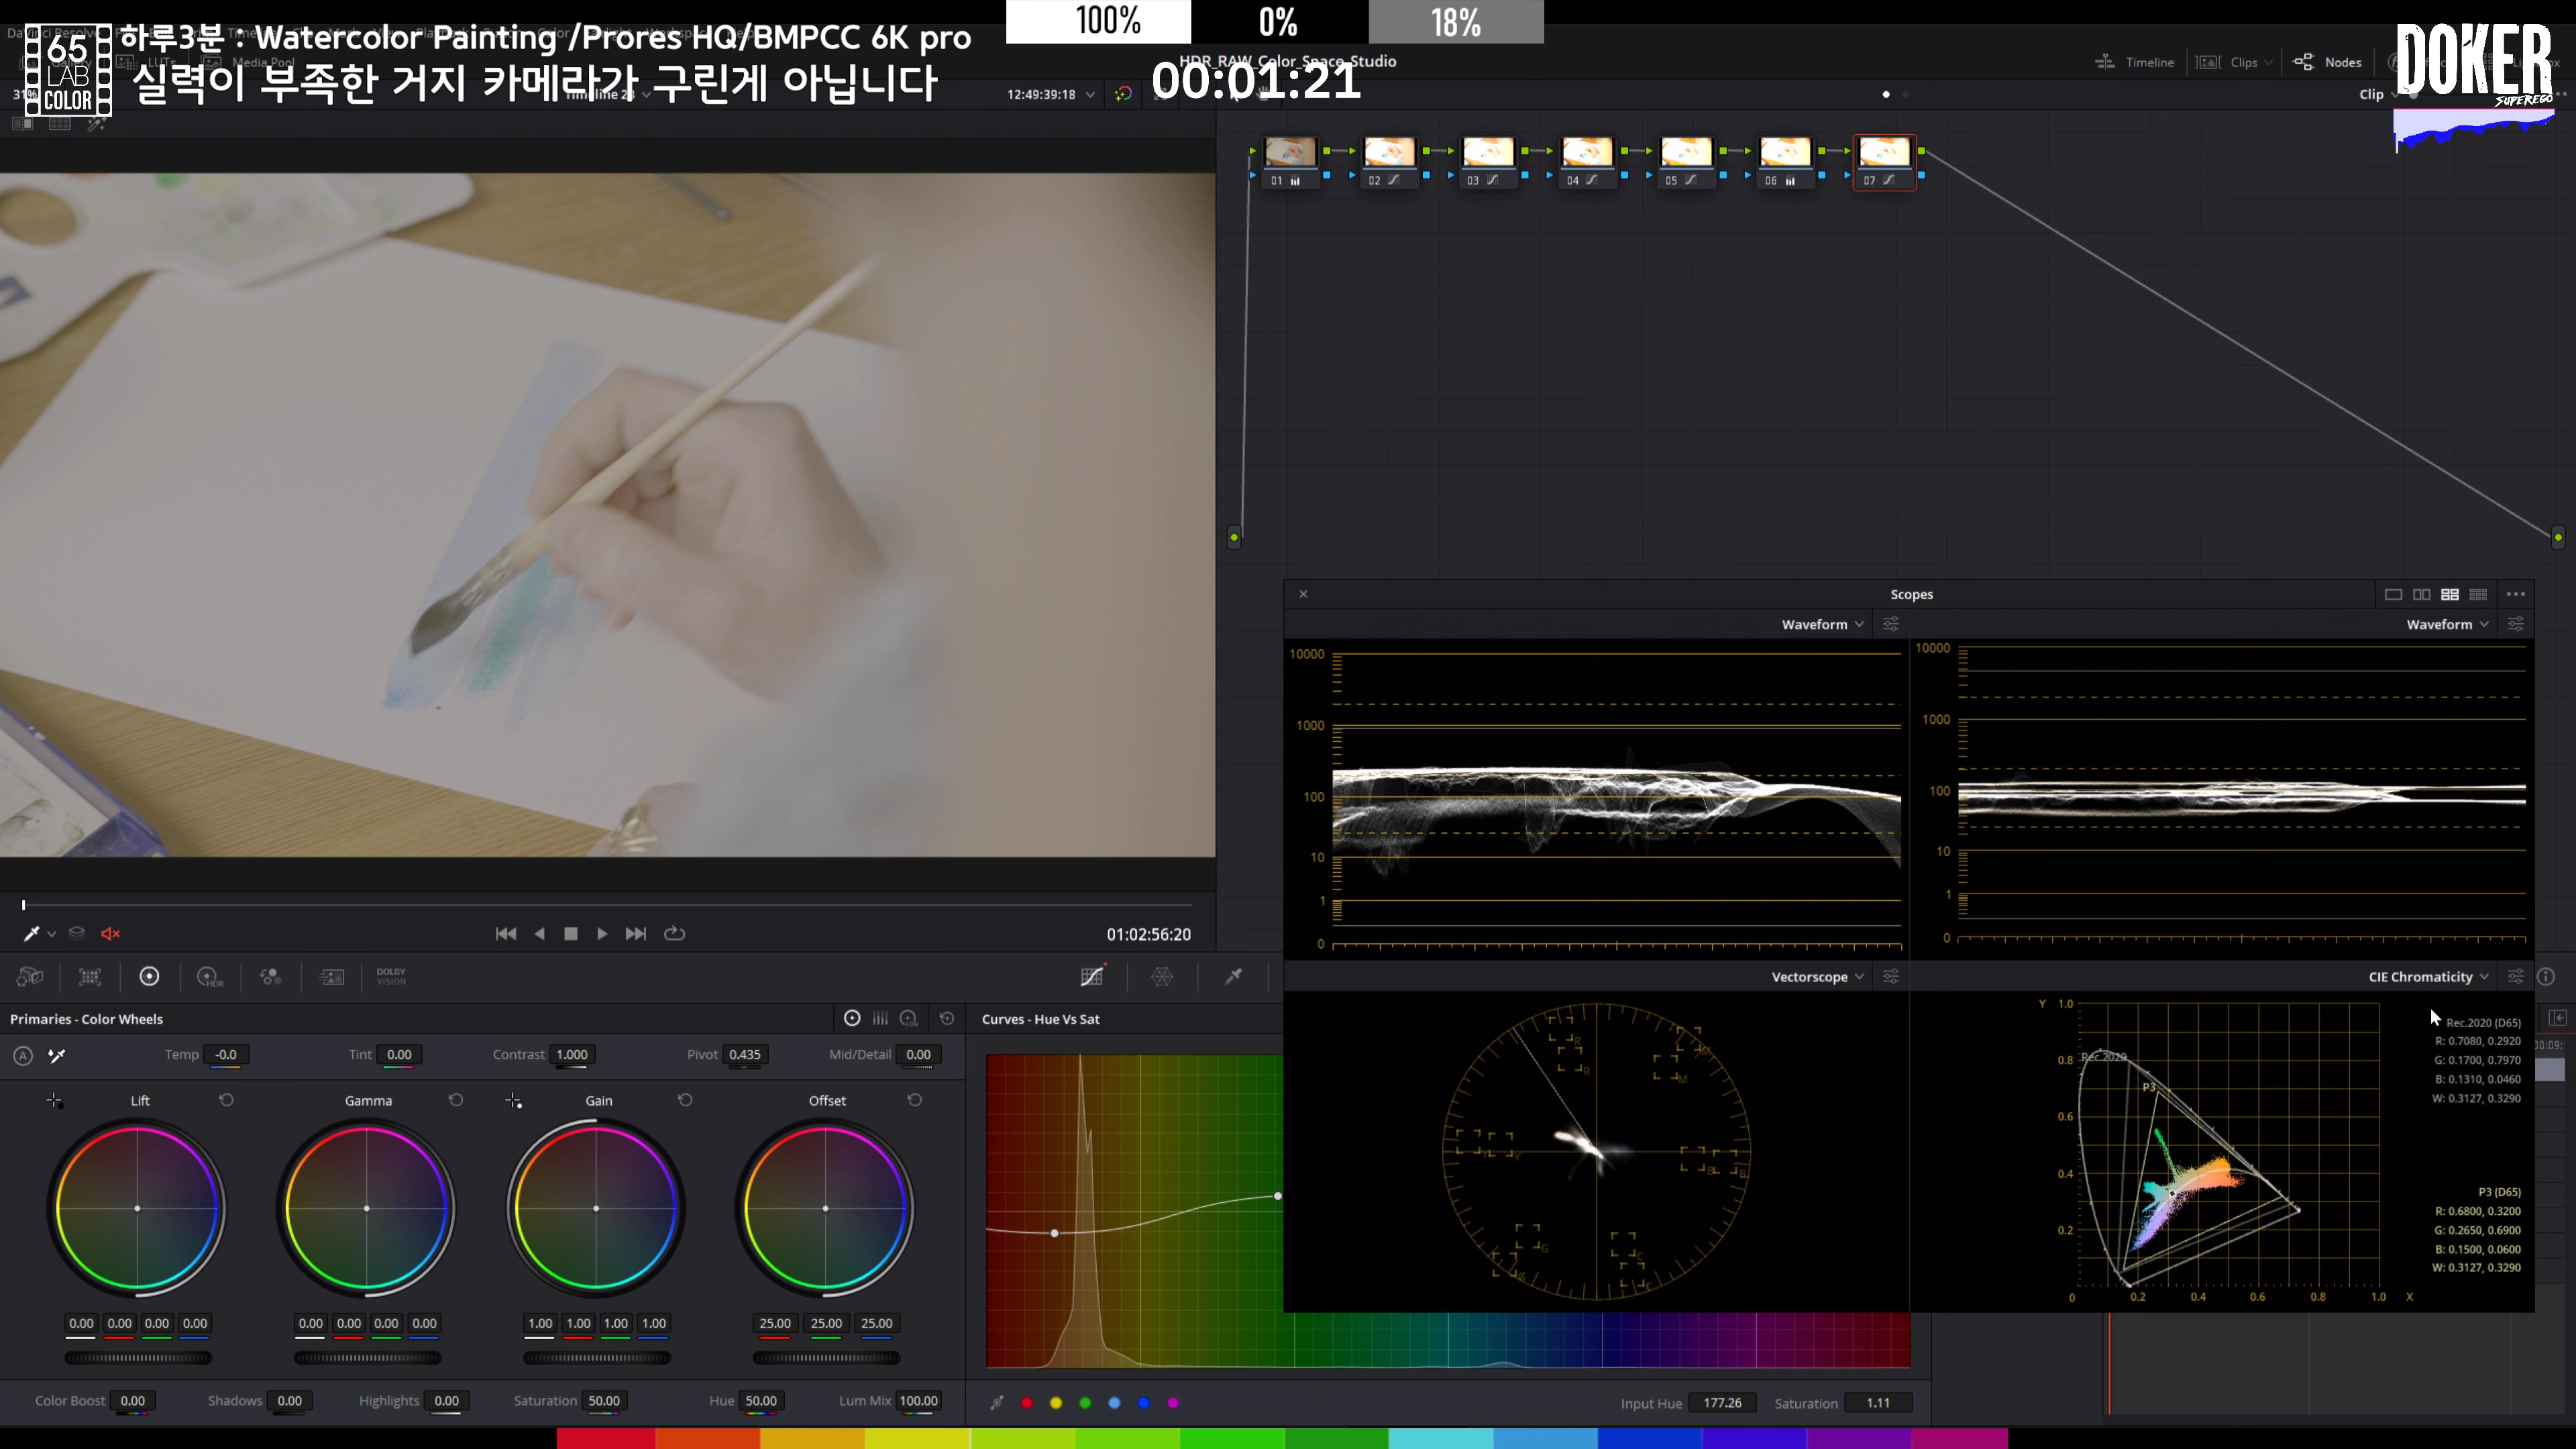 65
LAB
COLOR
하루3분 : Watercolor Painting /Prores HQ/BMPCC 6K pro
실력이 부족한 거지 카메라가 구린게 아닙니다
100%
0%
18%
HDR_RAW_Color_Space_Studio
00:01:21
DOKER
SUPEREGO
Media Pool
LUTs
Timeline
Clips
Nodes
31%
12:49:39:18
Clip
01
02
03
04
05
06
07
Scopes
Waveform
Waveform
10000
1000
100
10
1
0
10000
1000
100
10
1
0
01:02:56:20
HDR
DOLBY
VISION
Vectorscope
CIE Chromaticity
Primaries - Color Wheels
Curves - Hue Vs Sat
Temp -0.0
Tint 0.00
Contrast 1.000
Pivot 0.435
Mid/Detail 0.00
Lift
Gamma
Gain
Offset
0.00 0.00 0.00 0.00
0.00 0.00 0.00 0.00
1.00 1.00 1.00 1.00
25.00 25.00 25.00
Color Boost 0.00
Shadows 0.00
Highlights 0.00
Saturation 50.00
Hue 50.00
Lum Mix 100.00
Input Hue 177.26
Saturation 1.11
Y 1.0
0.8
0.6
0.4
0.2
0
0.2
0.4
0.6
0.8
1.0 X
Rec.2020
P3
Rec.2020 (D65)
R: 0.7080, 0.2920
G: 0.1700, 0.7970
B: 0.1310, 0.0460
W: 0.3127, 0.3290
P3 (D65)
R: 0.6800, 0.3200
G: 0.2650, 0.6900
B: 0.1500, 0.0600
W: 0.3127, 0.3290